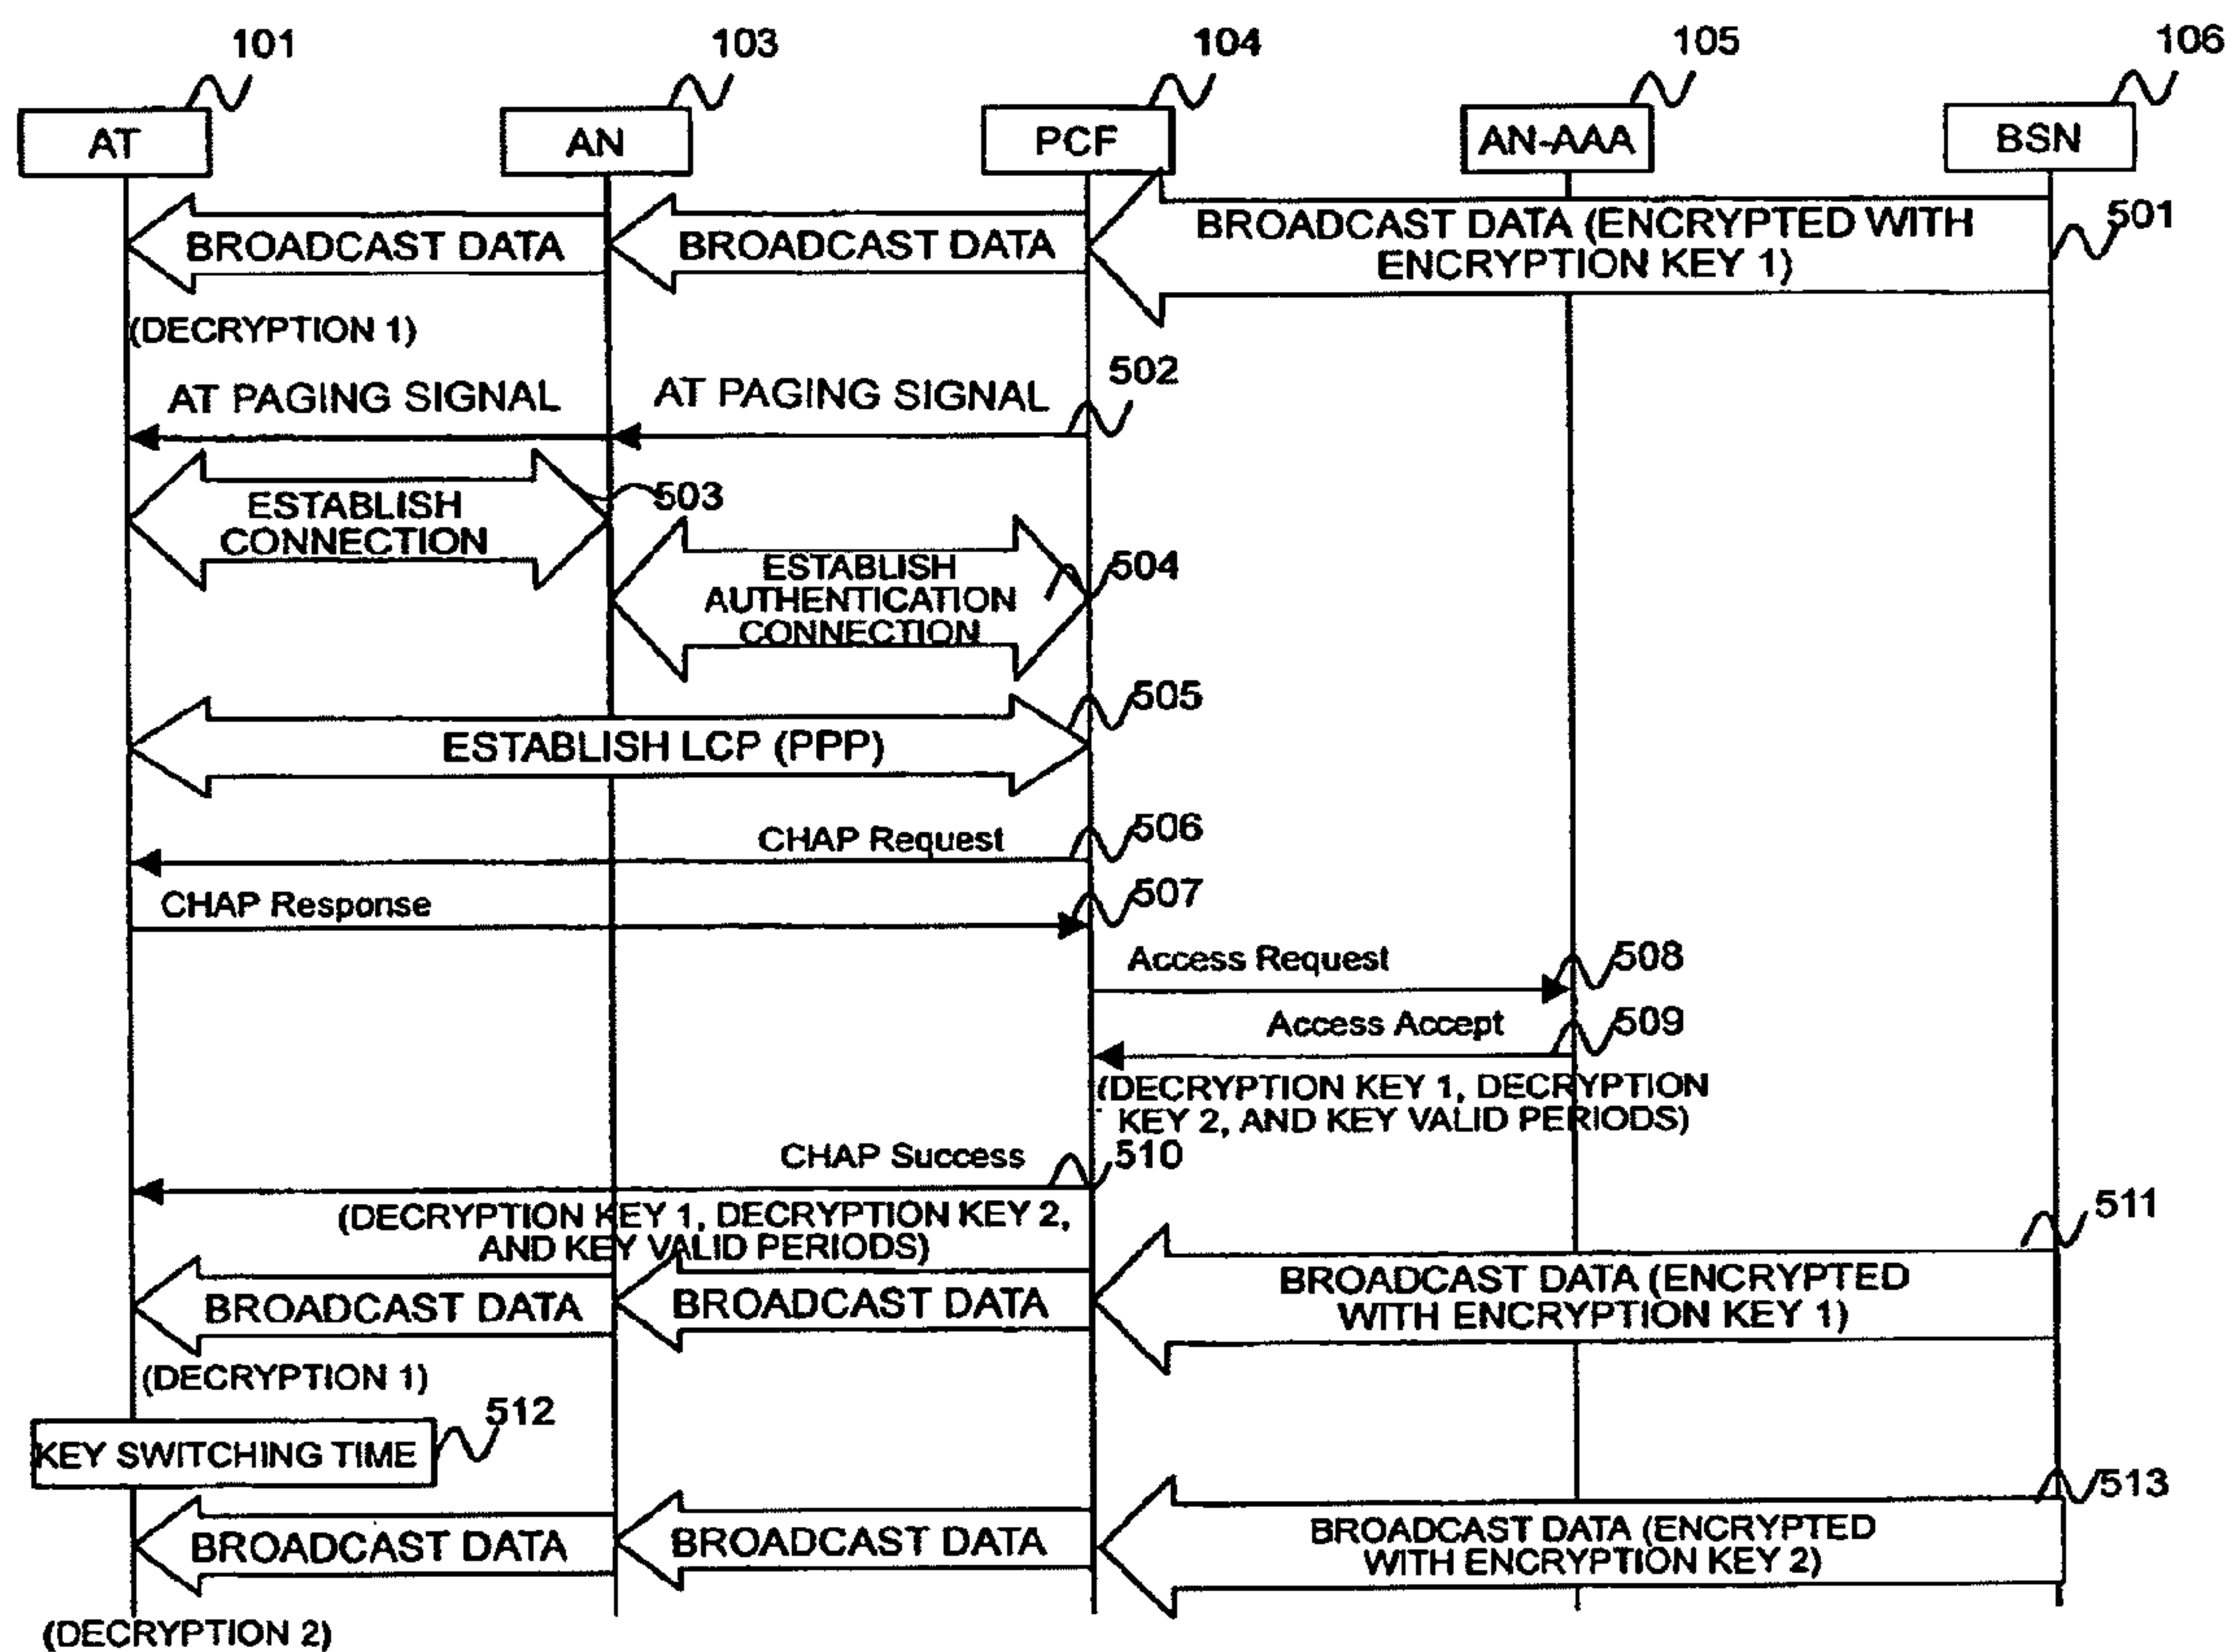 101
103
104
105
106
AT
AN
PCF
AN-AAA
BSN
BROADCAST DATA
BROADCAST DATA
BROADCAST DATA (ENCRYPTED WITH
ENCRYPTION KEY 1)
501
(DECRYPTION 1)
502
AT PAGING SIGNAL
AT PAGING SIGNAL
ESTABLISH
CONNECTION
503
ESTABLISH
AUTHENTICATION
CONNECTION
504
505
ESTABLISH LCP (PPP)
506
CHAP Request
507
CHAP Response
508
Access Request
509
Access Accept
(DECRYPTION KEY 1, DECRYPTION
KEY 2, AND KEY VALID PERIODS)
510
CHAP Success
(DECRYPTION KEY 1, DECRYPTION KEY 2,
AND KEY VALID PERIODS)
511
BROADCAST DATA
BROADCAST DATA
BROADCAST DATA (ENCRYPTED
WITH ENCRYPTION KEY 1)
(DECRYPTION 1)
512
KEY SWITCHING TIME
513
BROADCAST DATA
BROADCAST DATA
BROADCAST DATA (ENCRYPTED
WITH ENCRYPTION KEY 2)
(DECRYPTION 2)